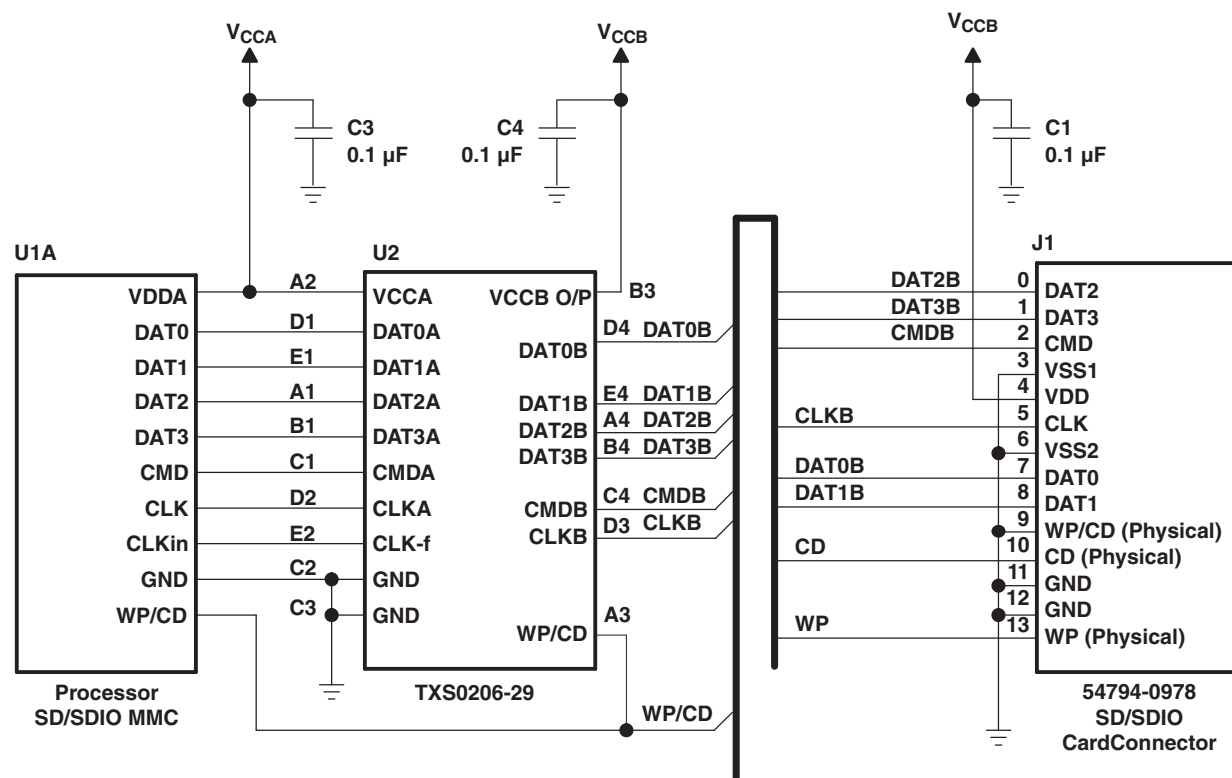 VCCA
VCCB
VCCB
C3
0.1 µF
C4
0.1 µF
C1
0.1 µF
U1A
U2
J1
VDDA
A2
VCCA
VCCB O/P
B3
DAT0
D1
DAT0A
DAT0B
D4 DAT0B
DAT1
E1
DAT1A
DAT1B
E4 DAT1B
DAT2
A1
DAT2A
DAT2B
A4 DAT2B
DAT3
B1
DAT3A
DAT3B
B4 DAT3B
CMD
C1
CMDA
CMDB
C4 CMDB
CLK
D2
CLKA
CLKB
D3 CLKB
CLKin
E2
CLK-f
GND
C2
GND
C3
GND
WP/CD
WP/CD
A3
WP/CD
Processor
SD/SDIO MMC
TXS0206-29
DAT2B
0
DAT2
DAT3B
1
DAT3
CMDB
2
CMD
3
VSS1
4
VDD
CLKB
5
CLK
6
VSS2
DAT0B
7
DAT0
DAT1B
8
DAT1
9
WP/CD (Physical)
CD
10
CD (Physical)
11
GND
12
GND
WP
13
WP (Physical)
54794-0978
SD/SDIO
CardConnector